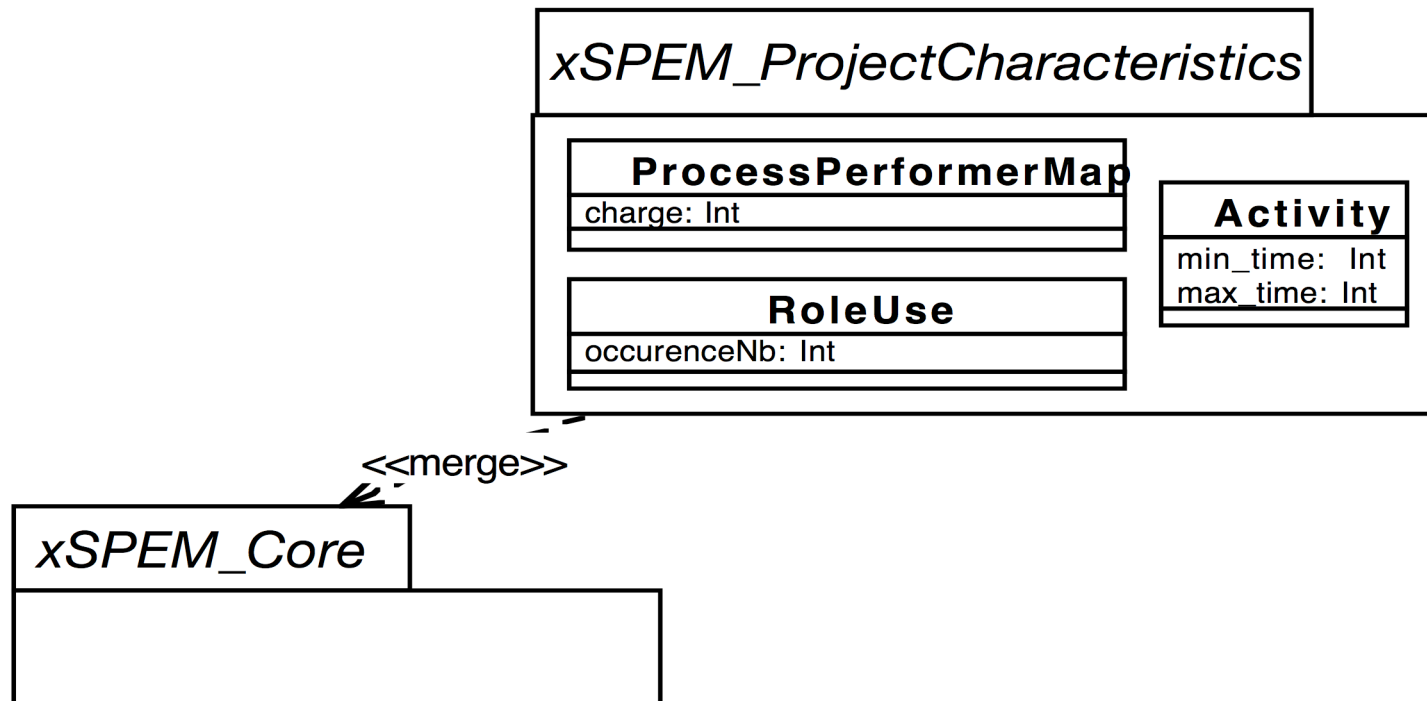 xSPEM_ProjectCharacteristics
ProcessPerformerMap
charge: Int
Activity
min_time: Int
max_time: Int
RoleUse
occurenceNb: Int
<<merge>>
xSPEM_Core